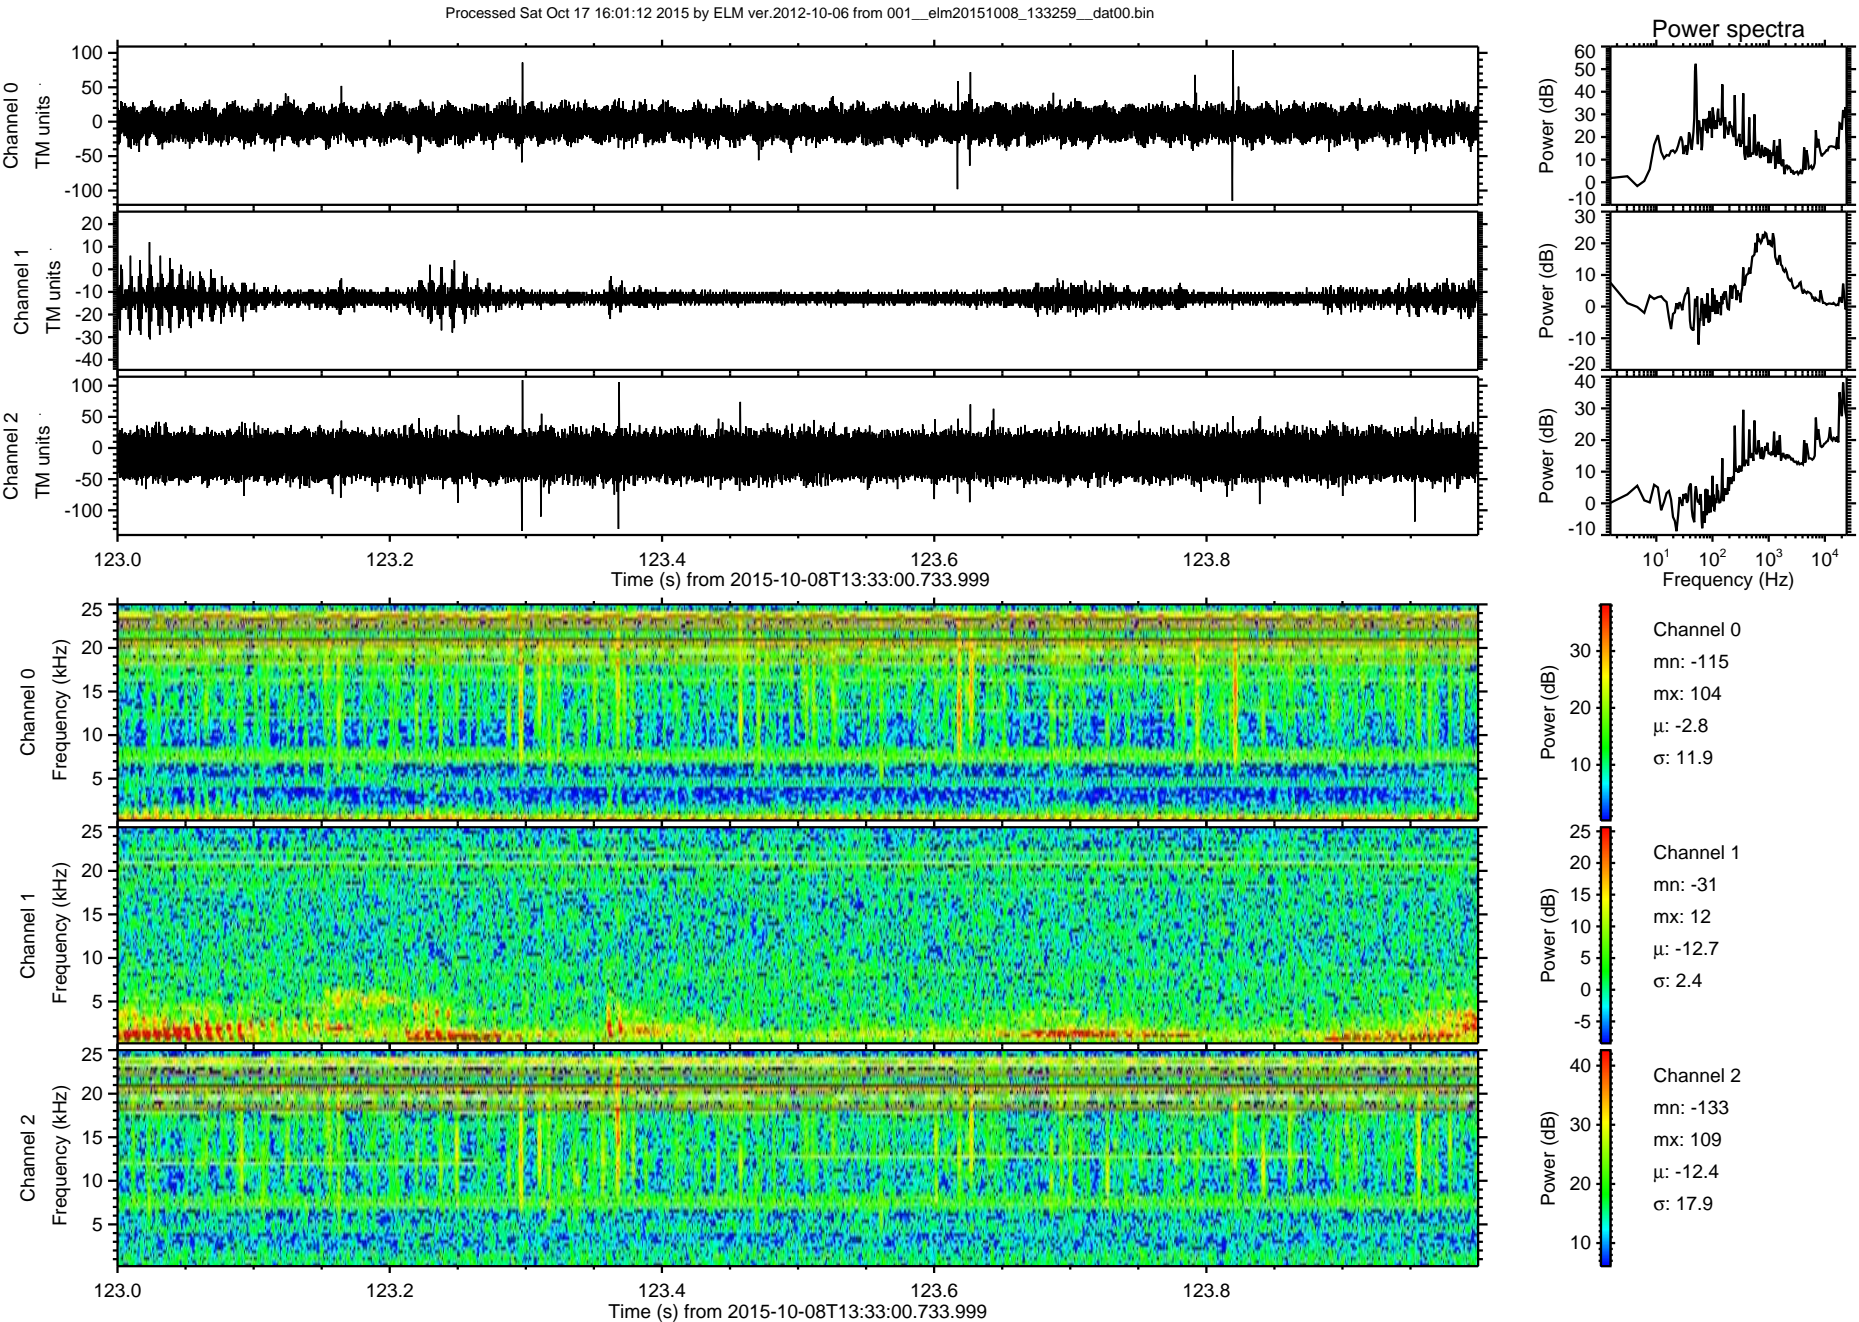 Processed Sat Oct 17 16:01:12 2015 by ELM ver.2012-10-06 from 001__elm20151008_133259__dat00.bin
Power spectra
Channel 0
TM units
100
50
0
-50
-100
Power (dB)
60
50
40
30
20
10
0
-10
Channel 1
TM units
20
10
0
-10
-20
-30
-40
Power (dB)
30
20
10
0
-10
-20
Channel 2
TM units
100
50
0
-50
-100
Power (dB)
40
30
20
10
0
-10
123.0 123.2 123.4 123.6 123.8
Time (s) from 2015-10-08T13:33:00.733.999
10¹ 10² 10³ 10⁴
Frequency (Hz)
Channel 0
Frequency (kHz)
25
20
15
10
5
Power (dB)
30
20
10
Channel 0
mn: -115
mx: 104
μ: -2.8
σ: 11.9
Channel 1
Frequency (kHz)
25
20
15
10
5
Power (dB)
25
20
15
10
5
0
-5
Channel 1
mn: -31
mx: 12
μ: -12.7
σ: 2.4
Channel 2
Frequency (kHz)
25
20
15
10
5
Power (dB)
40
30
20
10
Channel 2
mn: -133
mx: 109
μ: -12.4
σ: 17.9
123.0 123.2 123.4 123.6 123.8
Time (s) from 2015-10-08T13:33:00.733.999